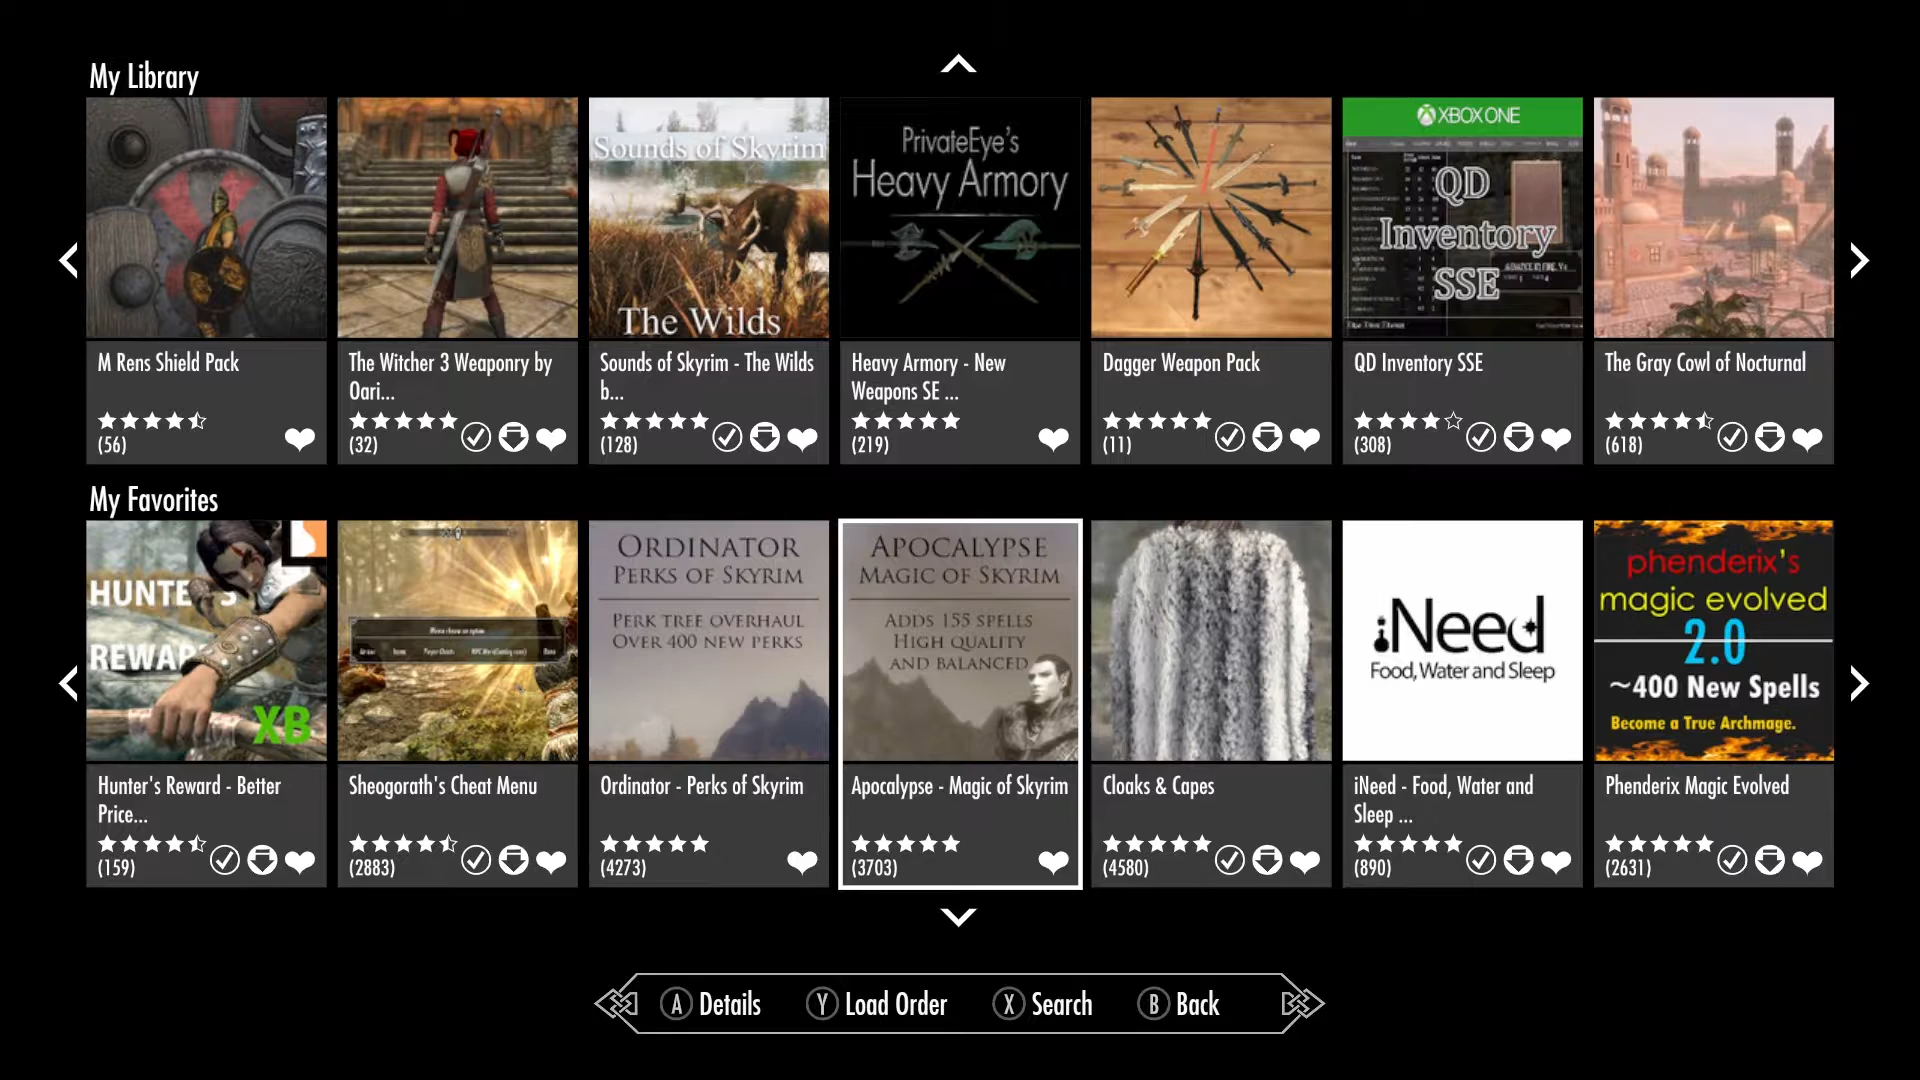 My Library
Sounds of Skyrim
The Wilds
PrivateEye's
Heavy Armory
XBOX ONE
QD
Inventory
SSE
M Rens Shield Pack
(56)
The Witcher 3 Weaponry by
Oari...
(32)
Sounds of Skyrim - The Wilds
b...
(128)
Heavy Armory - New
Weapons SE ...
(219)
Dagger Weapon Pack
(11)
QD Inventory SSE
(308)
The Gray Cowl of Nocturnal
(618)
My Favorites
HUNTER'S
REWARD
XB
ORDINATOR
PERKS OF SKYRIM
PERK TREE OVERHAUL
OVER 400 NEW PERKS
APOCALYPSE
MAGIC OF SKYRIM
ADDS 155 SPELLS
HIGH QUALITY
AND BALANCED
iNeed
Food, Water and Sleep
phenderix's
magic evolved
2.0
~400 New Spells
Become a True Archmage.
Hunter's Reward - Better
Price...
(159)
Sheogorath's Cheat Menu
(2883)
Ordinator - Perks of Skyrim
(4273)
Apocalypse - Magic of Skyrim
(3703)
Cloaks & Capes
(4580)
iNeed - Food, Water and
Sleep ...
(890)
Phenderix Magic Evolved
(2631)
A Details Y Load Order X Search B Back